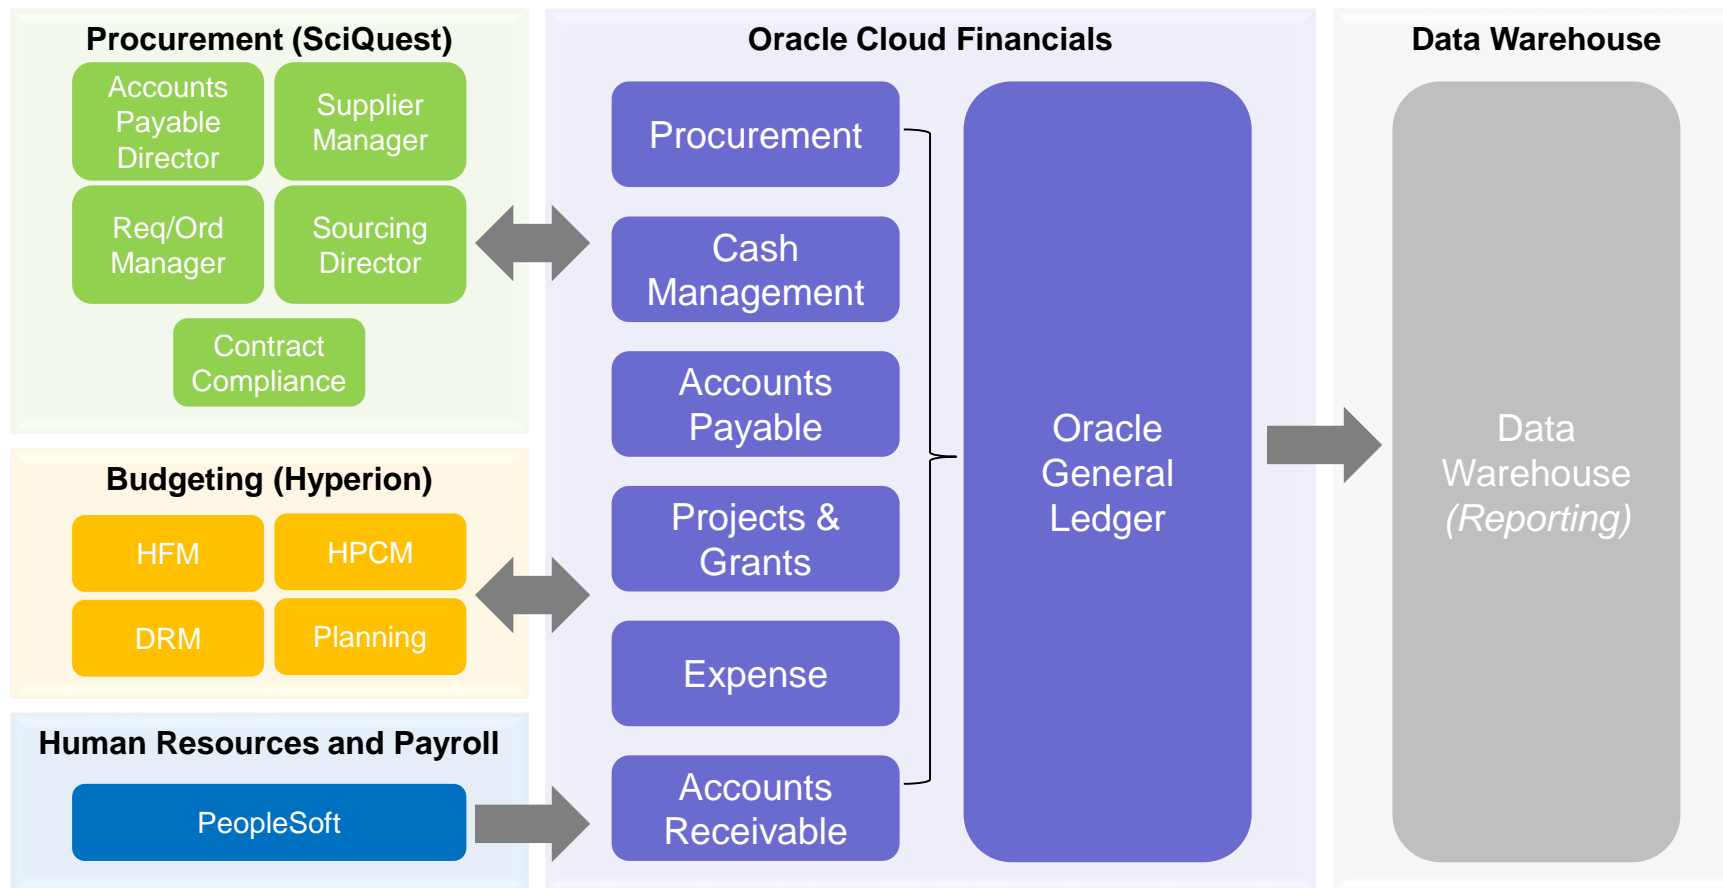 Procurement (SciQuest)
Accounts
Payable
Director
Supplier
Manager
Req/Ord
Manager
Sourcing
Director
Contract
Compliance
Budgeting (Hyperion)
HFM
HPCM
DRM
Planning
Human Resources and Payroll
PeopleSoft
Oracle Cloud Financials
Procurement
Cash
Management
Accounts
Payable
Projects &
Grants
Expense
Accounts
Receivable
Oracle
General
Ledger
Data Warehouse
Data
Warehouse
(Reporting)